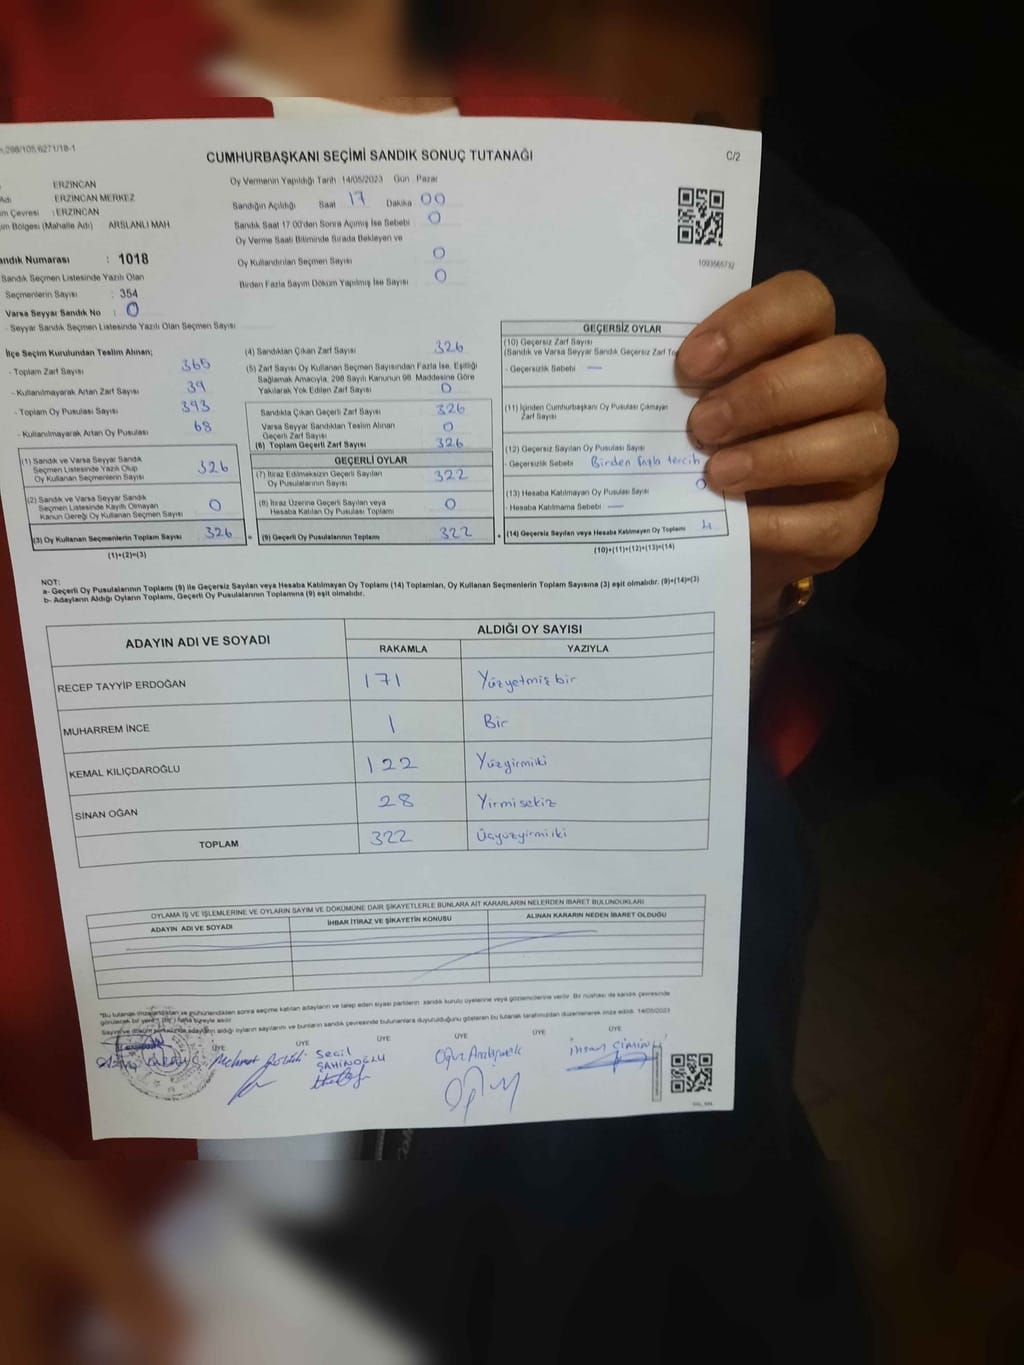 298/105,6271/18-1
CUMHURBAŞKANI SEÇİMİ SANDIK SONUÇ TUTANAĞI
C/2
ERZİNCAN
Adı ERZİNCAN MERKEZ
Çevresi : ERZİNCAN
Bölgesi (Mahalle Adı) ARSLANLI MAH
Sandık Numarası : 1018
Sandık Seçmen Listesinde Yazılı Olan
Seçmenlerin Sayısı : 354
Varsa Seyyar Sandık No : 0
- Seyyar Sandık Seçmen Listesinde Yazılı Olan Seçmen Sayısı
Oy Vermenin Yapıldığı Tarih 14/05/2023 Gün Pazar
Sandığın Açıldığı Saat 17 Dakika 00
Sandık Saat 17:00'den Sonra Açımış İse Sebebi 0
Oy Verme Saati Bitiminde Sırada Bekleyen ve
Oy Kullandırılan Seçmen Sayısı 0
Birden Fazla Sayım Döküm Yapılmış İse Sayısı 0
1093565732
İlçe Seçim Kurulundan Teslim Alınan;
- Toplam Zarf Sayısı 365
- Kullanılmayarak Artan Zarf Sayısı 39
- Toplam Oy Pusulası Sayısı 393
- Kullanılmayarak Artan Oy Pusulası 68
(1) Sandık ve Varsa Seyyar Sandık
Seçmen Listesinde Yazılı Olup
Oy Kullanan Seçmenlerin Sayısı 326
(2) Sandık ve Varsa Seyyar Sandık
Seçmen Listesinde Kayıtlı Olmayan
Kanun Gereği Oy Kullanan Seçmen Sayısı 0
(3) Oy Kullanan Seçmenlerin Toplam Sayısı 326
(1)+(2)=(3)
(4) Sandıktan Çıkan Zarf Sayısı 326
(5) Zarf Sayısı Oy Kullanan Seçmen Sayısından Fazla İse, Eşitliği
Sağlamak Amacıyla, 298 Sayılı Kanunun 98. Maddesine Göre
Yakılarak Yok Edilen Zarf Sayısı 0
Sandıkta Çıkan Geçerli Zarf Sayısı 326
Varsa Seyyar Sandıktan Teslim Alınan
Geçerli Zarf Sayısı 0
(6) Toplam Geçerli Zarf Sayısı 326
GEÇERLİ OYLAR
(7) İtiraz Edilmeksizin Geçerli Sayılan
Oy Pusulasının Sayısı 322
(8) İtiraz Üzerine Geçerli Sayılan veya
Hesaba Katılan Oy Pusulası Toplamı 0
= (9) Geçerli Oy Pusulalarının Toplamı 322
GEÇERSİZ OYLAR
(10) Geçersiz Zarf Sayısı
(Sandık ve Varsa Seyyar Sandık Geçersiz Zarf
- Geçersizlik Sebebi —
(11) İçinden Cumhurbaşkanı Oy Pusulası Çıkmayan
Zarf Sayısı
(12) Geçersiz Sayılan Oy Pusulası Sayısı
- Geçersizlik Sebebi Birden fazla tercih
(13) Hesaba Katılmayan Oy Pusulası Sayısı 0
- Hesaba Katılmama Sebebi —
+ (14) Geçersiz Sayılan veya Hesaba Katılmayan Oy Toplamı 4
(10)+(11)+(12)+(13)=(14)
NOT:
a- Geçerli Oy Pusulalarının Toplamı (9) ile Geçersiz Sayılan veya Hesaba Katılmayan Oy Toplamı (14) Toplamları, Oy Kullanan Seçmenlerin Toplam Sayısına (3) eşit olmalıdır. (9)+(14)=(3)
b- Adayların Aldığı Oyların Toplamı, Geçerli Oy Pusulalarının Toplamına (9) eşit olmalıdır.
ADAYIN ADI VE SOYADI ALDIĞI OY SAYISI
RAKAMLA YAZIYLA
RECEP TAYYİP ERDOĞAN 171 Yüzyetmiş bir
MUHARREM İNCE 1 Bir
KEMAL KILIÇDAROĞLU 122 Yüzyirmiiki
SİNAN OĞAN 28 Yirmisekiz
TOPLAM 322 Üçyüzyirmiiki
OYLAMA İŞ VE İŞLEMLERİNE VE OYLARIN SAYIM VE DÖKÜMÜNE DAİR ŞİKAYETLERLE BUNLARA AİT KARARLARIN NELERDEN İBARET BULUNDUKLARI
ADAYIN ADI VE SOYADI İHBAR İTİRAZ VE ŞİKAYETİN KONUSU ALINAN KARARIN NEDEN İBARET OLDUĞU
ÜYE ÜYE ÜYE ÜYE ÜYE
Mehmet
Secil
ŞAHİNOĞLU
Oğuz
ihsan